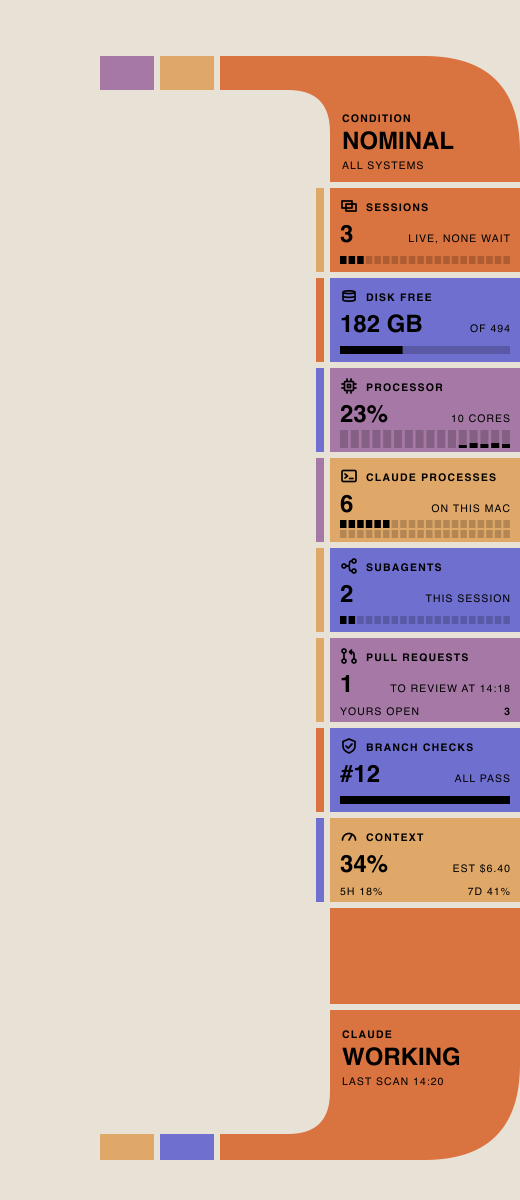 CONDITION
NOMINAL
ALL SYSTEMS
SESSIONS
3 LIVE, NONE WAIT
DISK FREE
182 GB OF 494
PROCESSOR
23% 10 CORES
CLAUDE PROCESSES
6 ON THIS MAC
SUBAGENTS
2 THIS SESSION
PULL REQUESTS
1 TO REVIEW AT 14:18
YOURS OPEN 3
BRANCH CHECKS
#12 ALL PASS
CONTEXT
34% EST $6.40
5H 18% 7D 41%
CLAUDE
WORKING
LAST SCAN 14:20